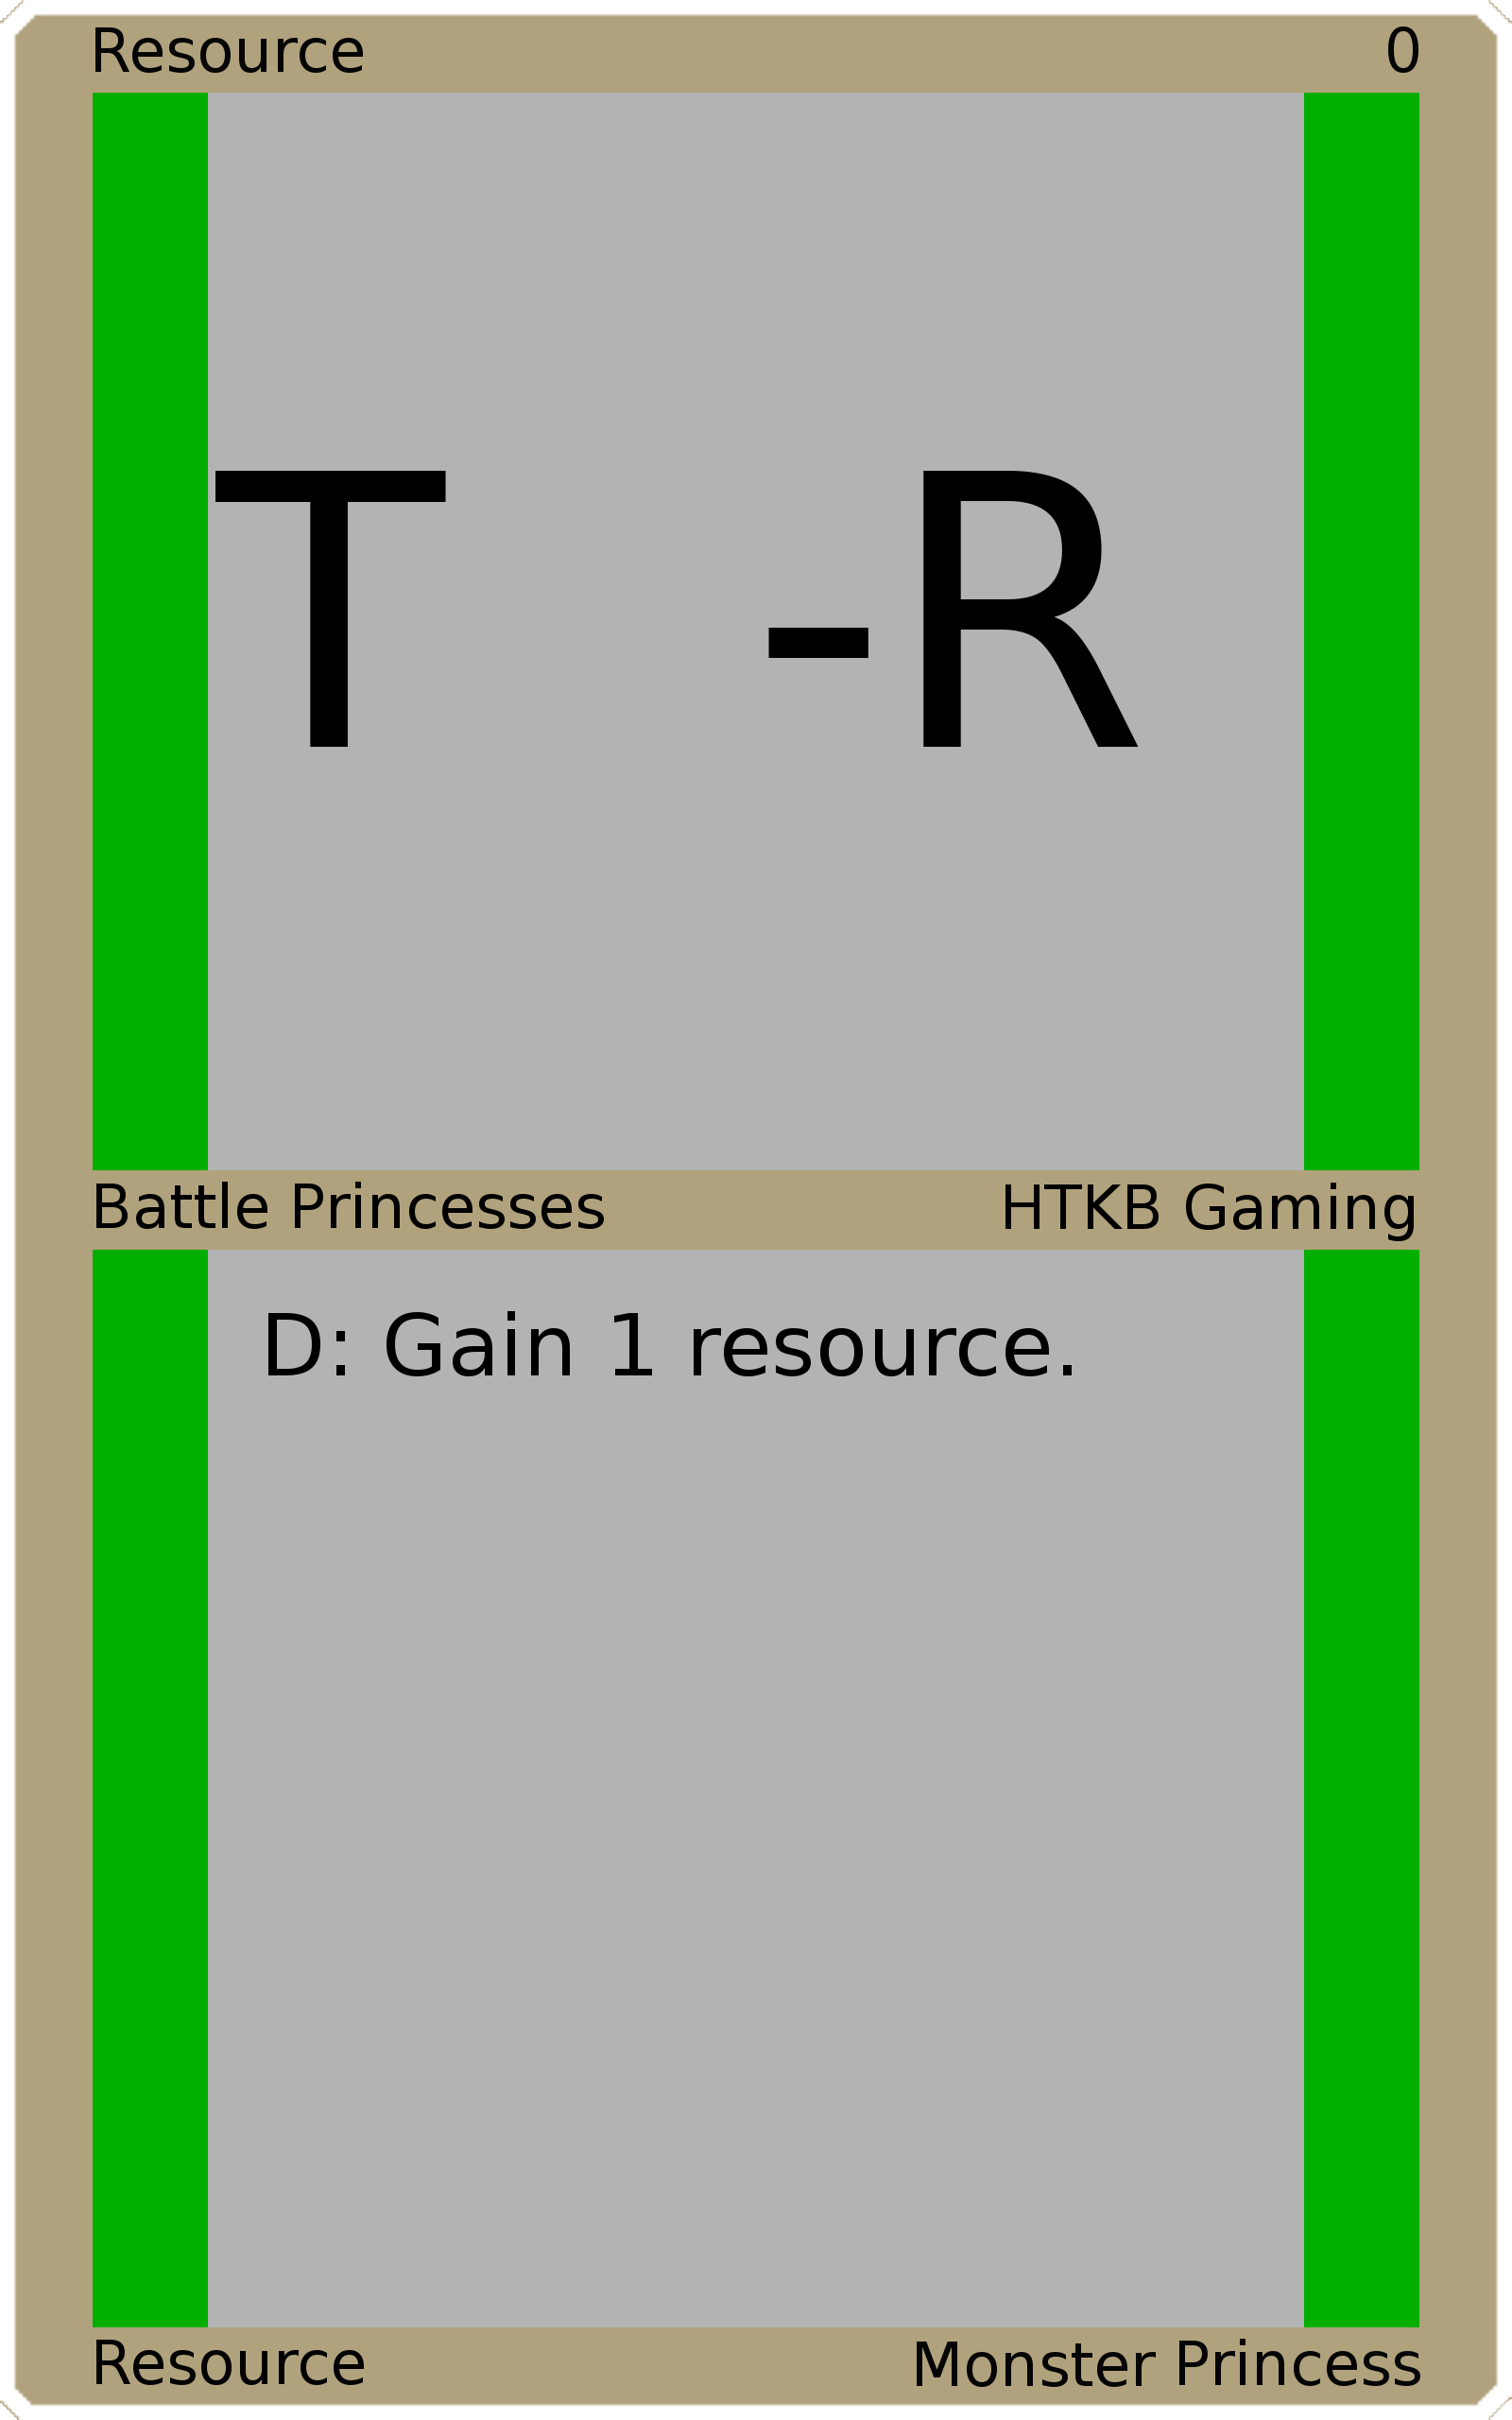 Resource 0
T -R
Battle Princesses HTKB Gaming
D: Gain 1 resource.
Resource Monster Princess